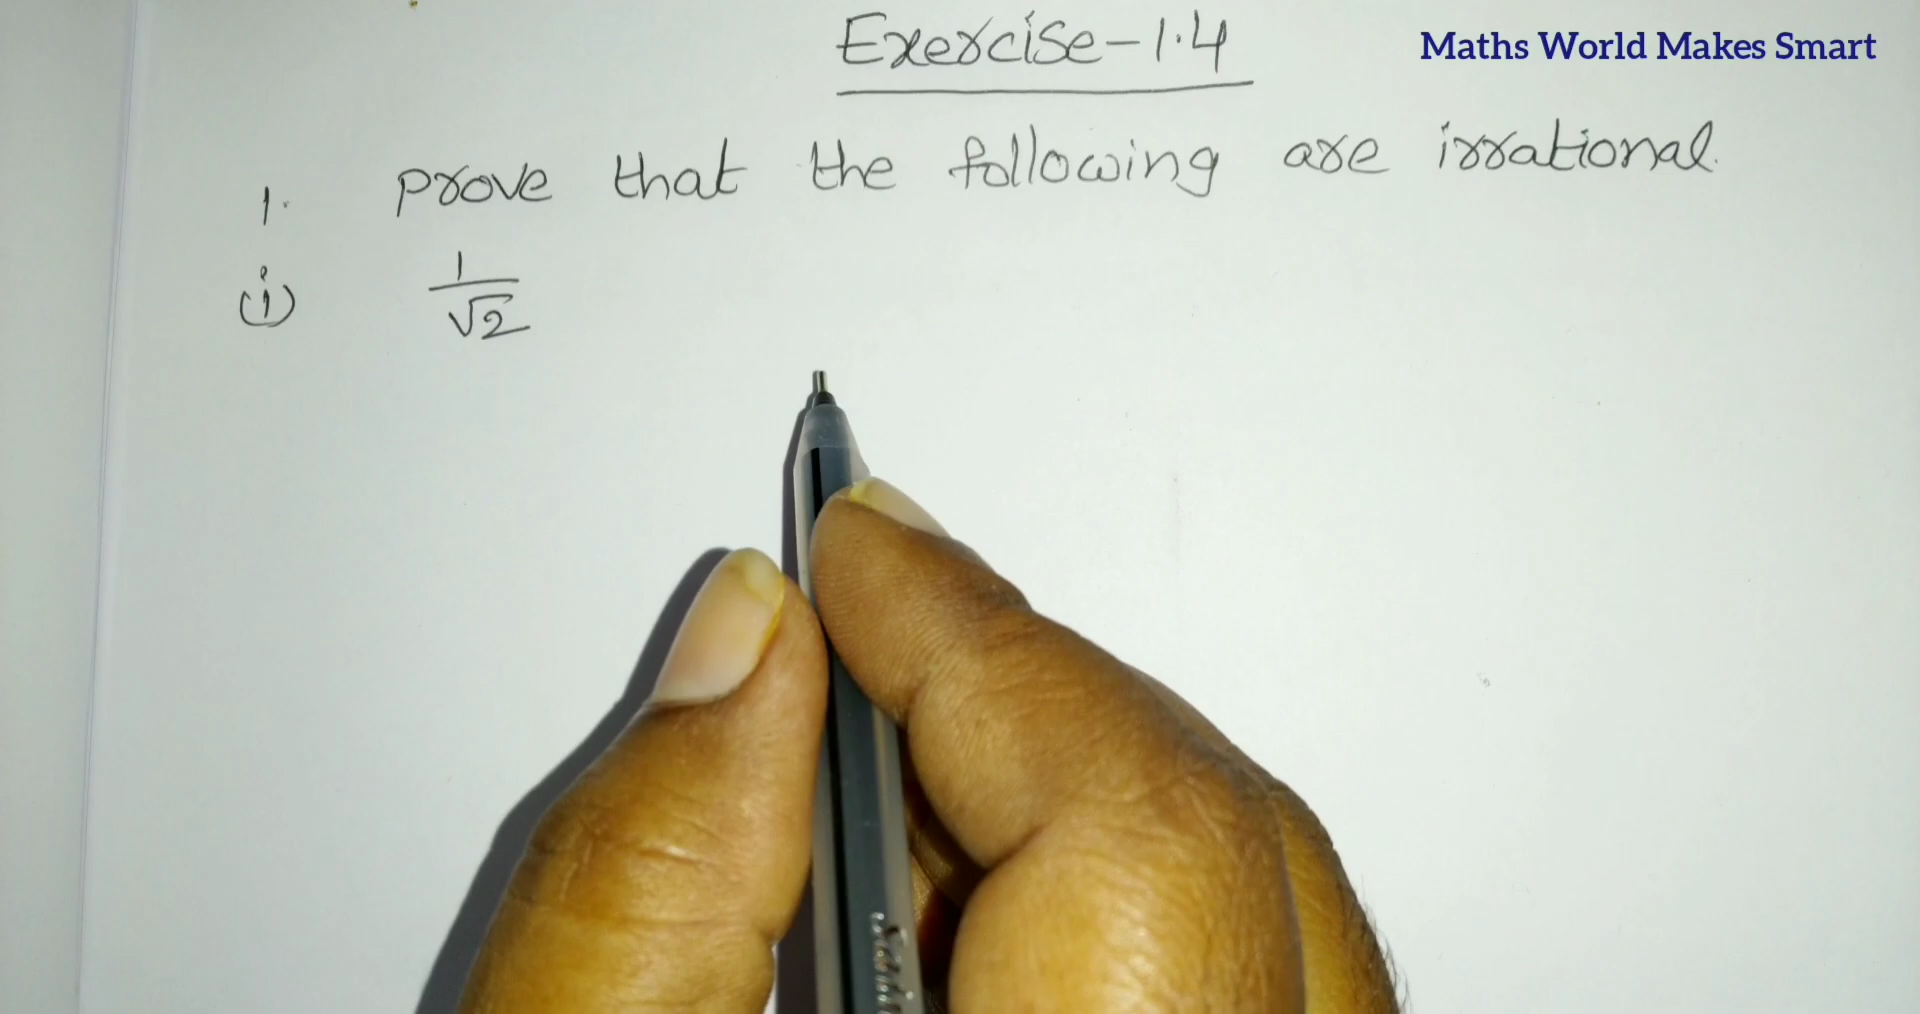 Exercise-1.4
Maths World Makes Smart
1. prove that the following are irrational.
(i) 1/√2